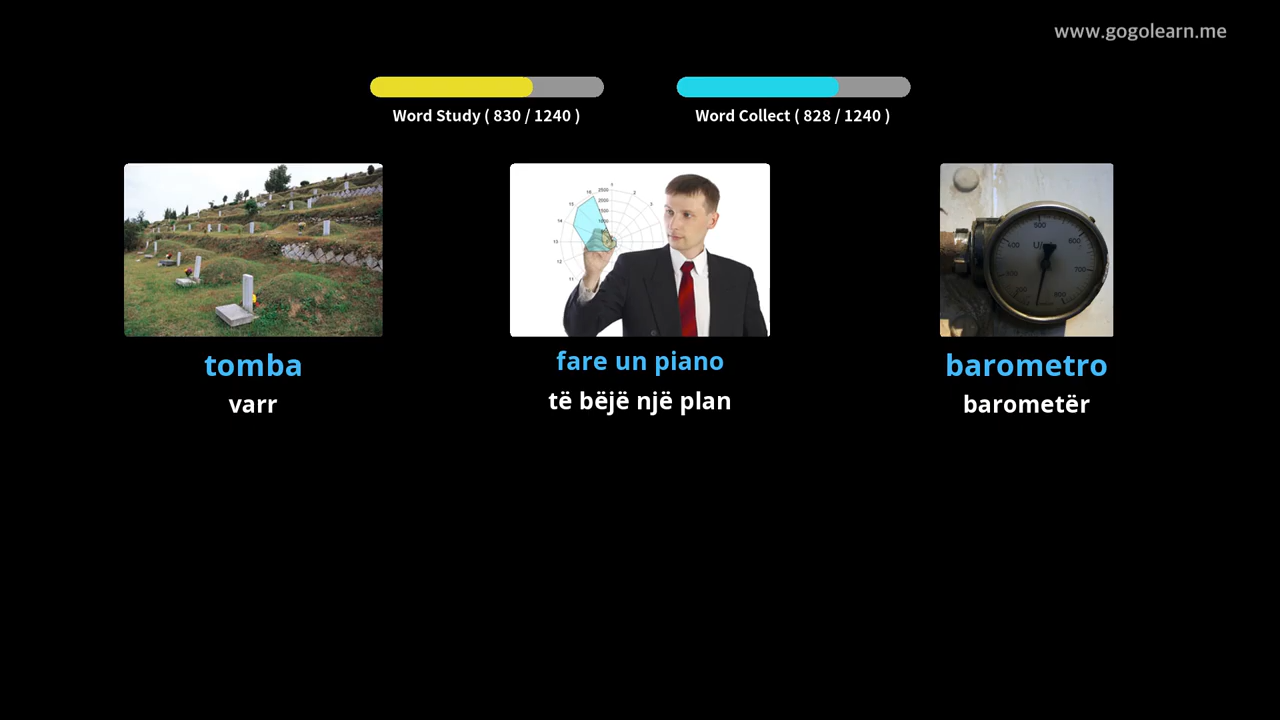 www.gogolearn.me
Word Study ( 830 / 1240 )
Word Collect ( 828 / 1240 )
tomba
varr
fare un piano
të bëjë një plan
barometro
barometër